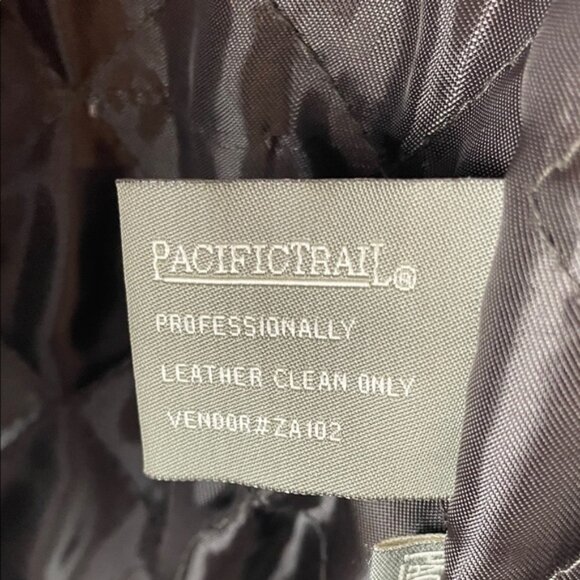 PACIFICTRAIL®
PROFESSIONALLY
LEATHER CLEAN ONLY
VENDOR#ZA102